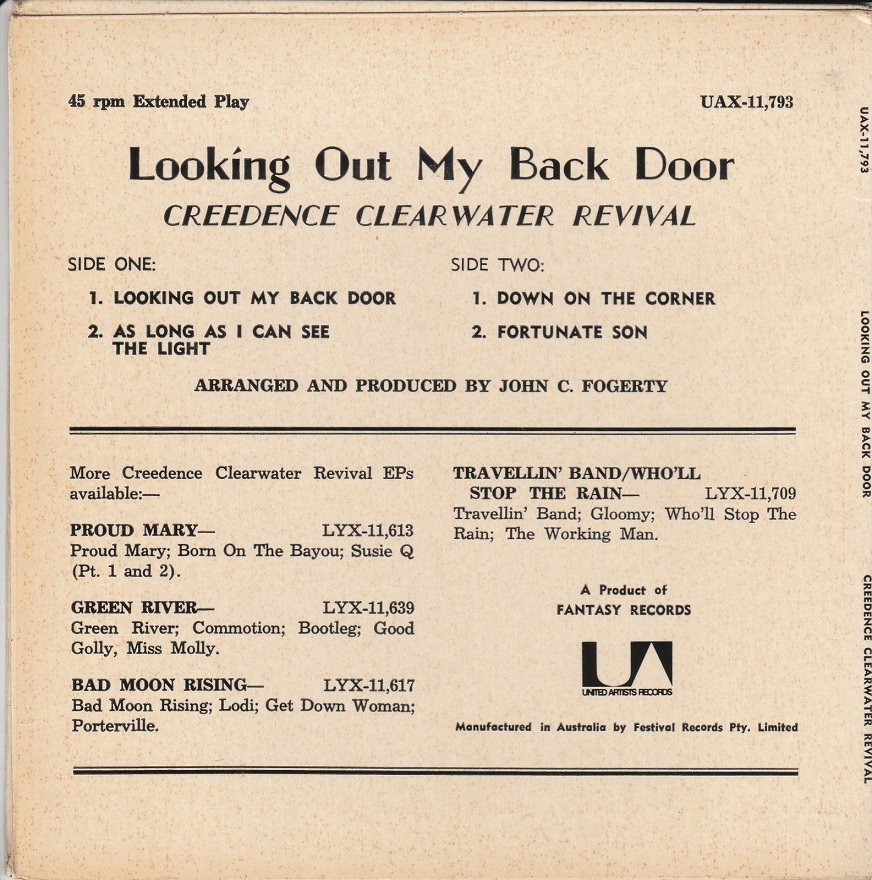 45 rpm Extended Play
UAX-11,793
Looking Out My Back Door
CREEDENCE CLEARWATER REVIVAL
SIDE ONE:
1. LOOKING OUT MY BACK DOOR
2. AS LONG AS I CAN SEE
THE LIGHT
SIDE TWO:
1. DOWN ON THE CORNER
2. FORTUNATE SON
ARRANGED AND PRODUCED BY JOHN C. FOGERTY
More Creedence Clearwater Revival EPs
available:—
PROUD MARY— LYX-11,613
Proud Mary; Born On The Bayou; Susie Q
(Pt. 1 and 2).
GREEN RIVER— LYX-11,639
Green River; Commotion; Bootleg; Good
Golly, Miss Molly.
BAD MOON RISING— LYX-11,617
Bad Moon Rising; Lodi; Get Down Woman;
Porterville.
TRAVELLIN' BAND/WHO'LL
STOP THE RAIN— LYX-11,709
Travellin' Band; Gloomy; Who'll Stop The
Rain; The Working Man.
A Product of
FANTASY RECORDS
UA
UNITED ARTISTS RECORDS
Manufactured in Australia by Festival Records Pty. Limited
UAX-11,793
LOOKING OUT MY BACK DOOR
CREEDENCE CLEARWATER REVIVAL